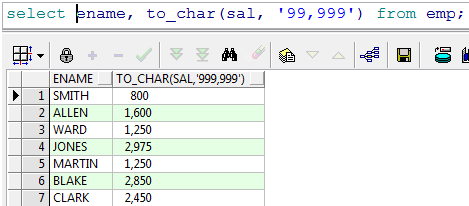 select ename, to_char(sal, '99,999') from emp;
ENAME TO_CHAR(SAL,'999,999')
1 SMITH 800
2 ALLEN 1,600
3 WARD 1,250
4 JONES 2,975
5 MARTIN 1,250
6 BLAKE 2,850
7 CLARK 2,450